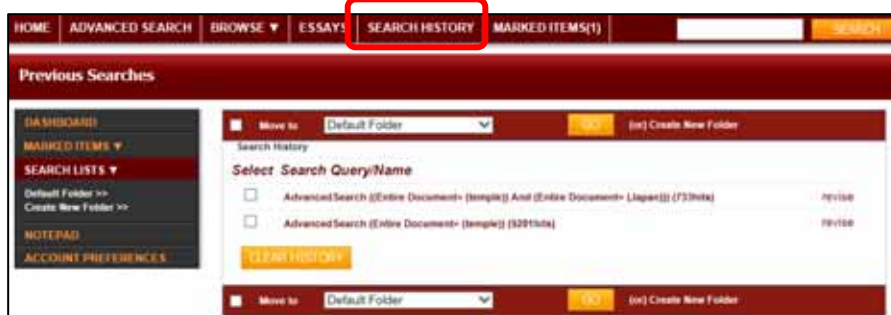 HOME ADVANCED SEARCH BROWSE ▼ ESSAYS SEARCH HISTORY MARKED ITEMS(1) SEARCH
Previous Searches
DASHBOARD
MARKED ITEMS ▼
SEARCH LISTS ▼
Default Folder >>
Create New Folder >>
NOTEPAD
ACCOUNT PREFERENCES
Move to Default Folder GO (or) Create New Folder
Search History
Select Search Query/Name
AdvancedSearch ((Entire Document= (temple)) And (Entire Document= (Japan))) (733hits) revise
AdvancedSearch (Entire Document= (temple)) (9201hits) revise
CLEAR HISTORY
Move to Default Folder GO (or) Create New Folder